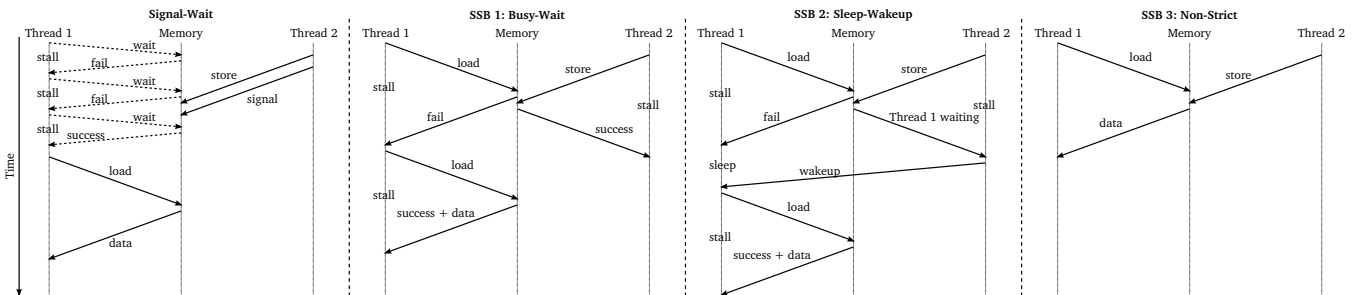 Signal-Wait
Thread 1 Memory Thread 2
wait
stall
fail
wait
store
stall
fail
signal
wait
stall
success
load
data
Time
SSB 1: Busy-Wait
Thread 1 Memory Thread 2
load
store
stall
stall
fail
success
load
stall
success + data
SSB 2: Sleep-Wakeup
Thread 1 Memory Thread 2
load
store
stall
stall
fail
Thread 1 waiting
sleep
wakeup
load
stall
success + data
SSB 3: Non-Strict
Thread 1 Memory Thread 2
load
store
data